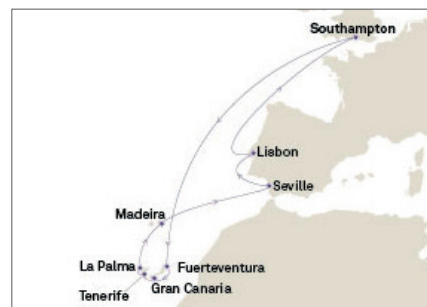 Southampton
Lisbon
Seville
Madeira
La Palma
Fuerteventura
Gran Canaria
Tenerife